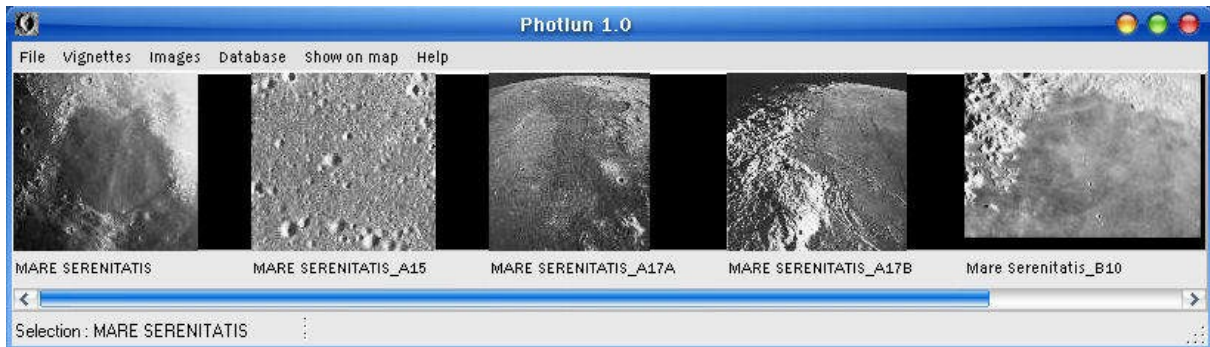 Photlun 1.0
File Vignettes Images Database Show on map Help
MARE SERENITATIS MARE SERENITATIS_A15 MARE SERENITATIS_A17A MARE SERENITATIS_A17B Mare Serenitatis_B10
Selection : MARE SERENITATIS